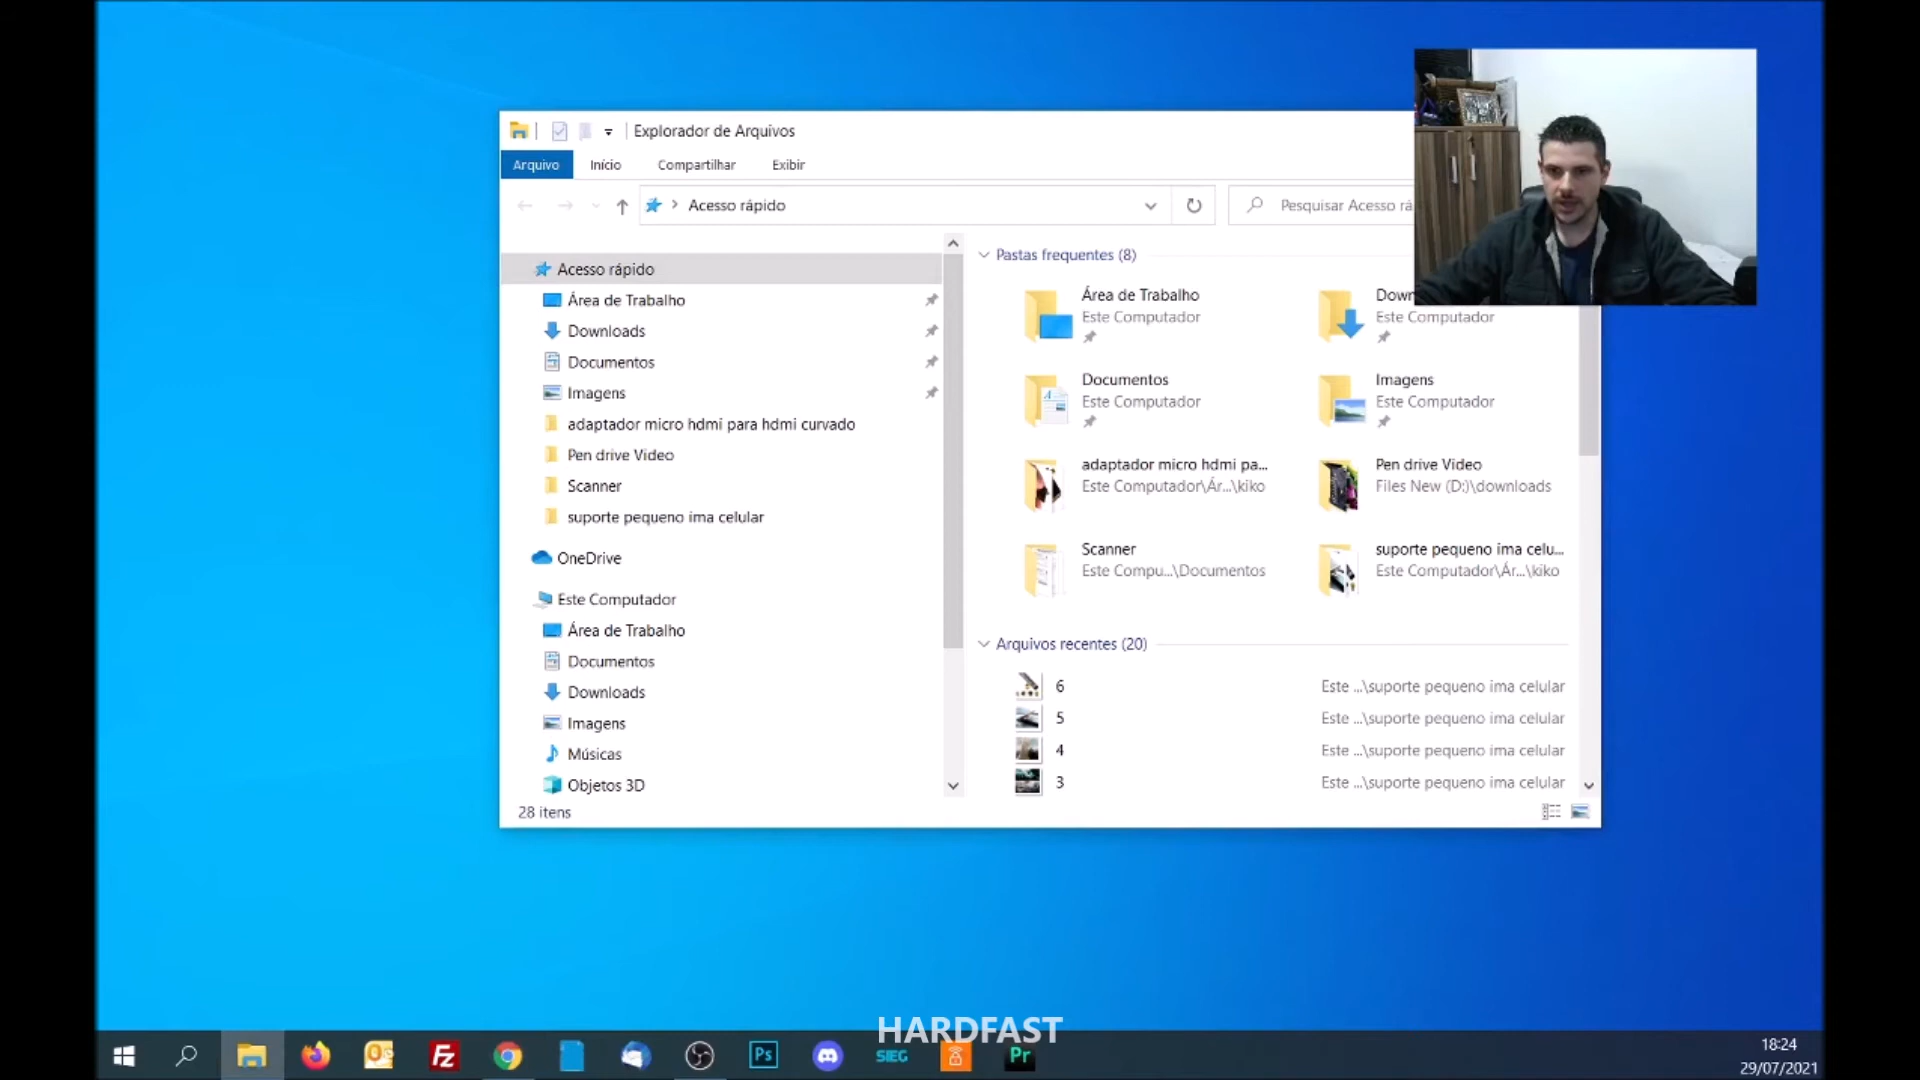 Explorador de Arquivos
Arquivo Início Compartilhar Exibir
Acesso rápido
Pesquisar Acesso rá
Acesso rápido
Área de Trabalho
Downloads
Documentos
Imagens
adaptador micro hdmi para hdmi curvado
Pen drive Video
Scanner
suporte pequeno ima celular
OneDrive
Este Computador
Área de Trabalho
Documentos
Downloads
Imagens
Músicas
Objetos 3D
28 itens
Pastas frequentes (8)
Área de Trabalho
Este Computador
Down
Este Computador
Documentos
Este Computador
Imagens
Este Computador
adaptador micro hdmi pa...
Este Computador\Ár...\kiko
Pen drive Video
Files New (D:)\downloads
Scanner
Este Compu...\Documentos
suporte pequeno ima celu...
Este Computador\Ár...\kiko
Arquivos recentes (20)
6 Este ...\suporte pequeno ima celular
5 Este ...\suporte pequeno ima celular
4 Este ...\suporte pequeno ima celular
3 Este ...\suporte pequeno ima celular
HARDFAST
Fz
Ps
SIEG
Pr
18:24
29/07/2021